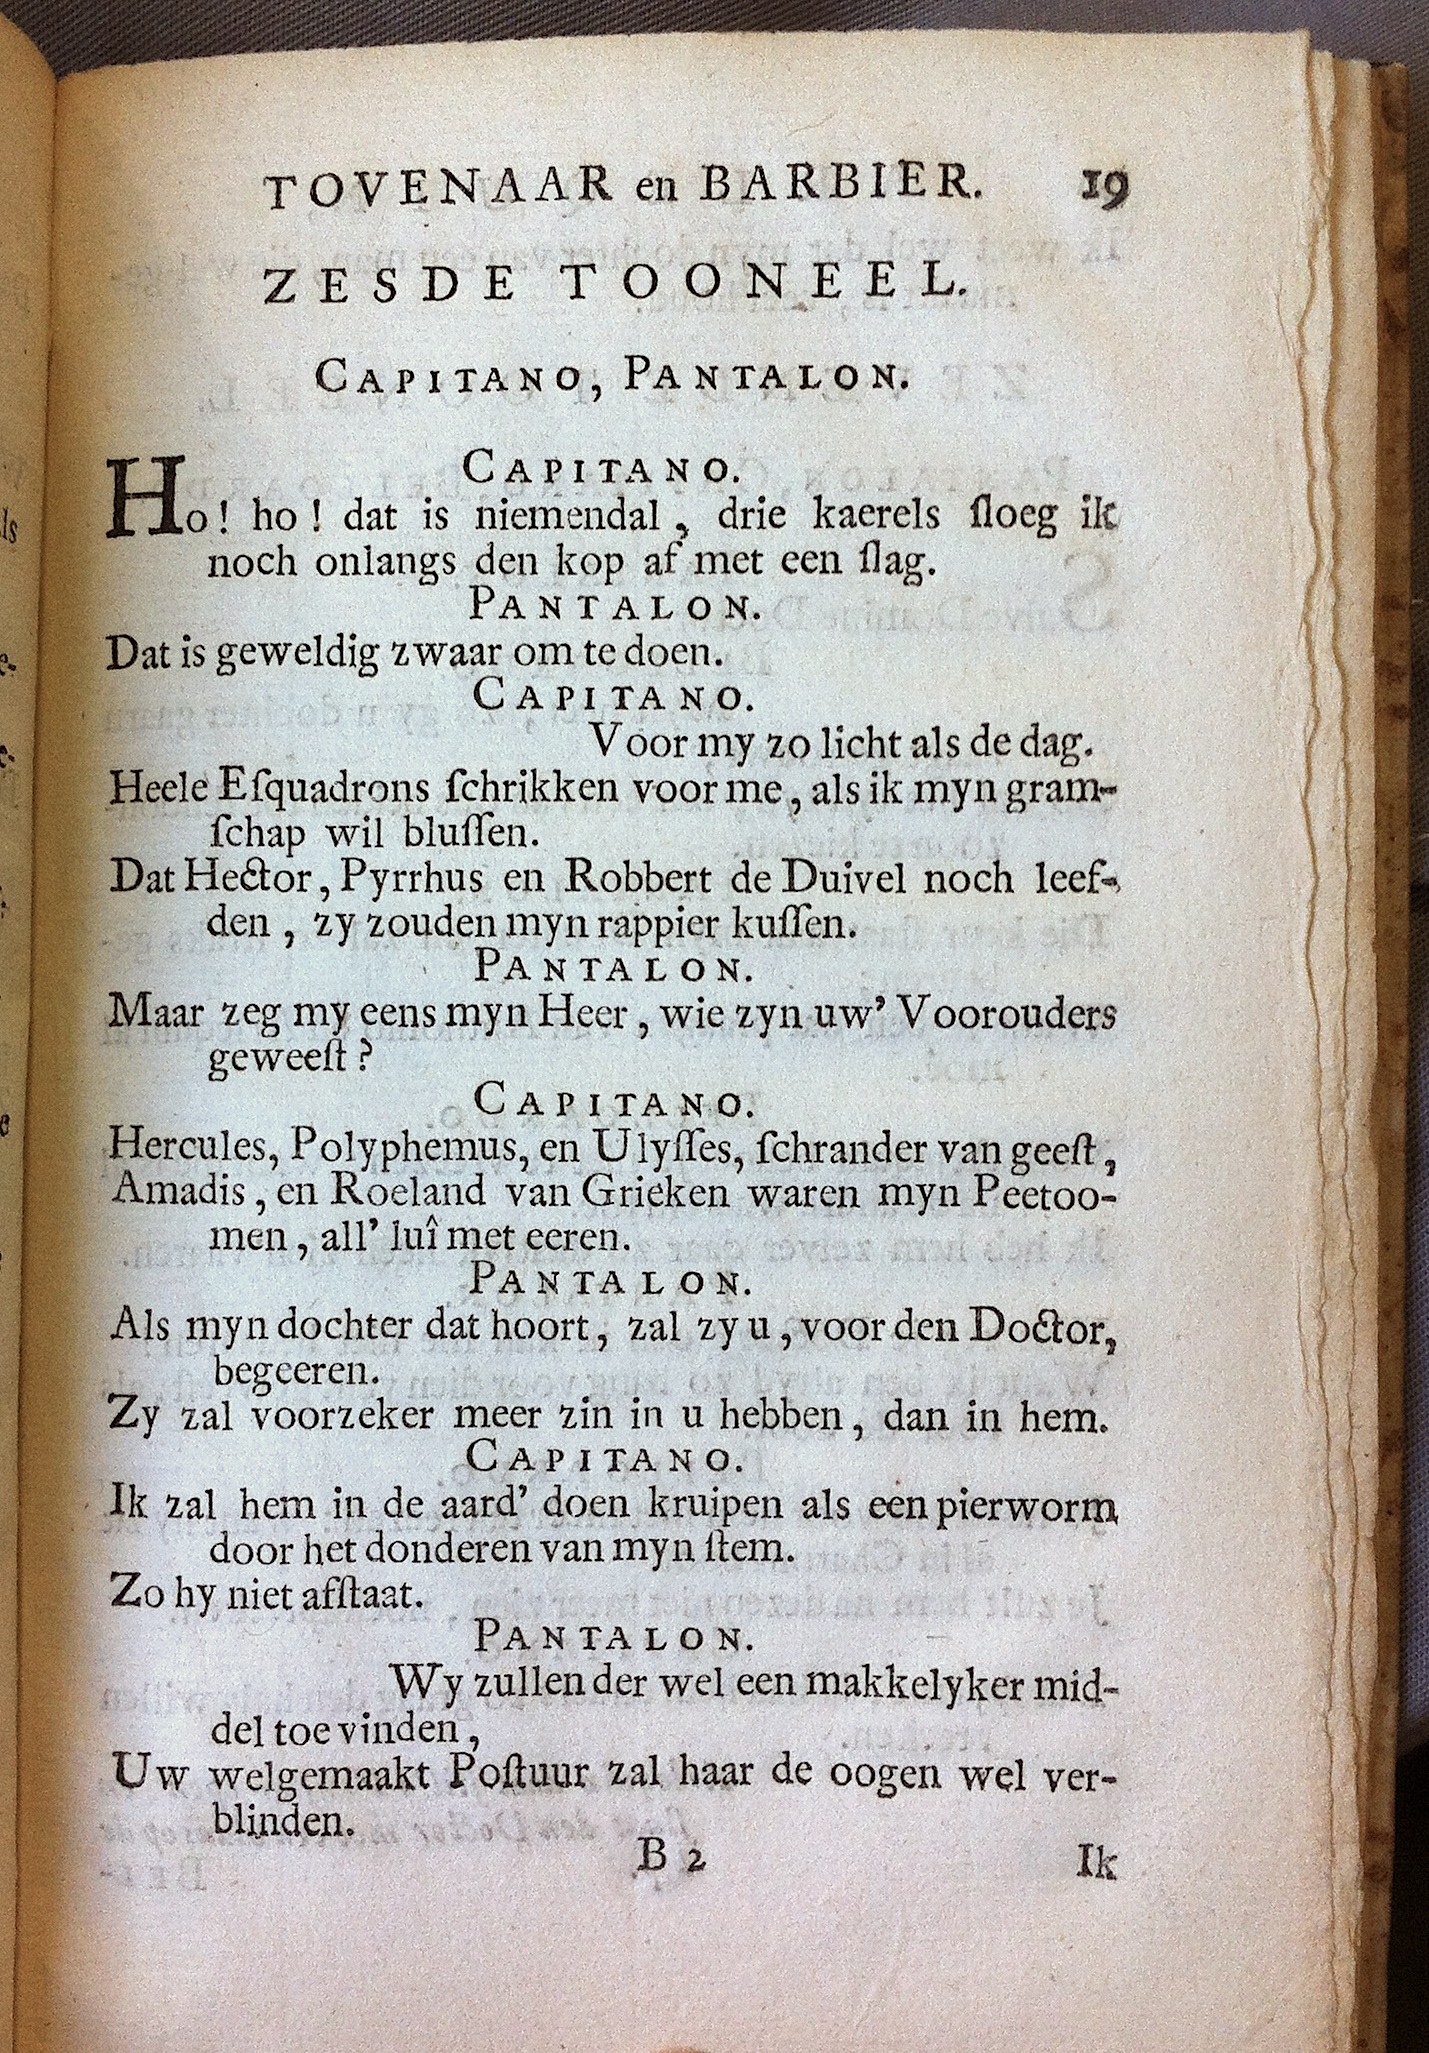 TOVENAAR en BARBIER. 19
ZESDE TOONEEL.
CAPITANO, PANTALON.
CAPITANO.
Ho! ho! dat is niemendal, drie kaerels ſloeg ik
noch onlangs den kop af met een ſlag.
PANTALON.
Dat is geweldig zwaar om te doen.
CAPITANO.
Voor my zo licht als de dag.
Heele Eſquadrons ſchrikken voor me, als ik myn gram-
ſchap wil bluſſen.
Dat Hector, Pyrrhus en Robbert de Duivel noch leef-
den, zy zouden myn rappier kuſſen.
PANTALON.
Maar zeg my eens myn Heer, wie zyn uw' Voorouders
geweeſt?
CAPITANO.
Hercules, Polyphemus, en Ulyſſes, ſchrander van geeſt,
Amadis, en Roeland van Grieken waren myn Peetoo-
men, all' luî met eeren.
PANTALON.
Als myn dochter dat hoort, zal zy u, voor den Doctor,
begeeren.
Zy zal voorzeker meer zin in u hebben, dan in hem.
CAPITANO.
Ik zal hem in de aard' doen kruipen als een pierworm
door het donderen van myn ſtem.
Zo hy niet afſtaat.
PANTALON.
Wy zullen der wel een makkelyker mid-
del toe vinden,
Uw welgemaakt Poſtuur zal haar de oogen wel ver-
blinden.
B 2 Ik